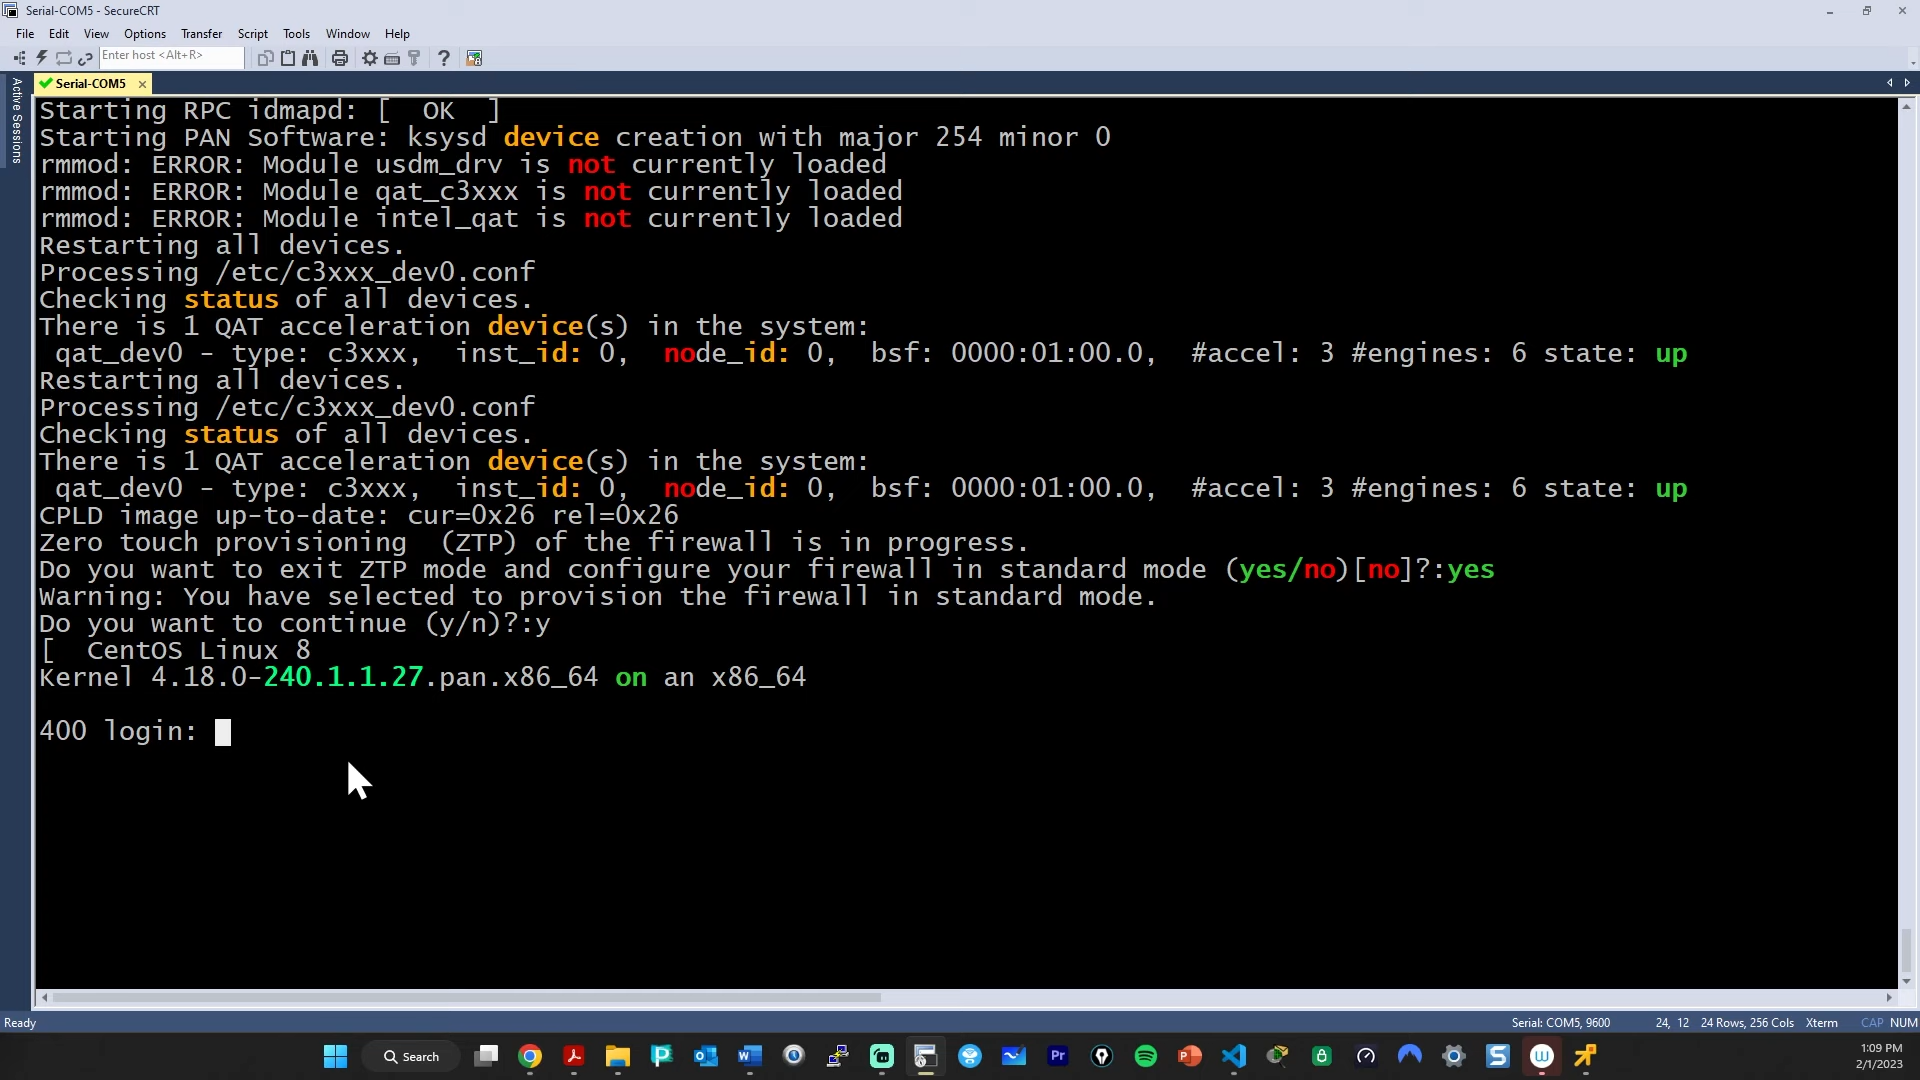 Serial-COM5 - SecureCRT
File Edit View Options Transfer Script Tools Window Help
Enter host <Alt+R>
Serial-COM5
Active Sessions
Starting RPC idmapd: [  OK  ]
Starting PAN Software: ksysd device creation with major 254 minor 0
rmmod: ERROR: Module usdm_drv is not currently loaded
rmmod: ERROR: Module qat_c3xxx is not currently loaded
rmmod: ERROR: Module intel_qat is not currently loaded
Restarting all devices.
Processing /etc/c3xxx_dev0.conf
Checking status of all devices.
There is 1 QAT acceleration device(s) in the system:
 qat_dev0 - type: c3xxx,  inst_id: 0,  node_id: 0,  bsf: 0000:01:00.0,  #accel: 3 #engines: 6 state: up
Restarting all devices.
Processing /etc/c3xxx_dev0.conf
Checking status of all devices.
There is 1 QAT acceleration device(s) in the system:
 qat_dev0 - type: c3xxx,  inst_id: 0,  node_id: 0,  bsf: 0000:01:00.0,  #accel: 3 #engines: 6 state: up
CPLD image up-to-date: cur=0x26 rel=0x26
Zero touch provisioning  (ZTP) of the firewall is in progress.
Do you want to exit ZTP mode and configure your firewall in standard mode (yes/no)[no]?:yes
Warning: You have selected to provision the firewall in standard mode.
Do you want to continue (y/n)?:y
[  CentOS Linux 8
Kernel 4.18.0-240.1.1.27.pan.x86_64 on an x86_64
400 login:
Ready Serial: COM5, 9600 24, 12 24 Rows, 256 Cols Xterm CAP NUM
Search
1:09 PM
2/1/2023